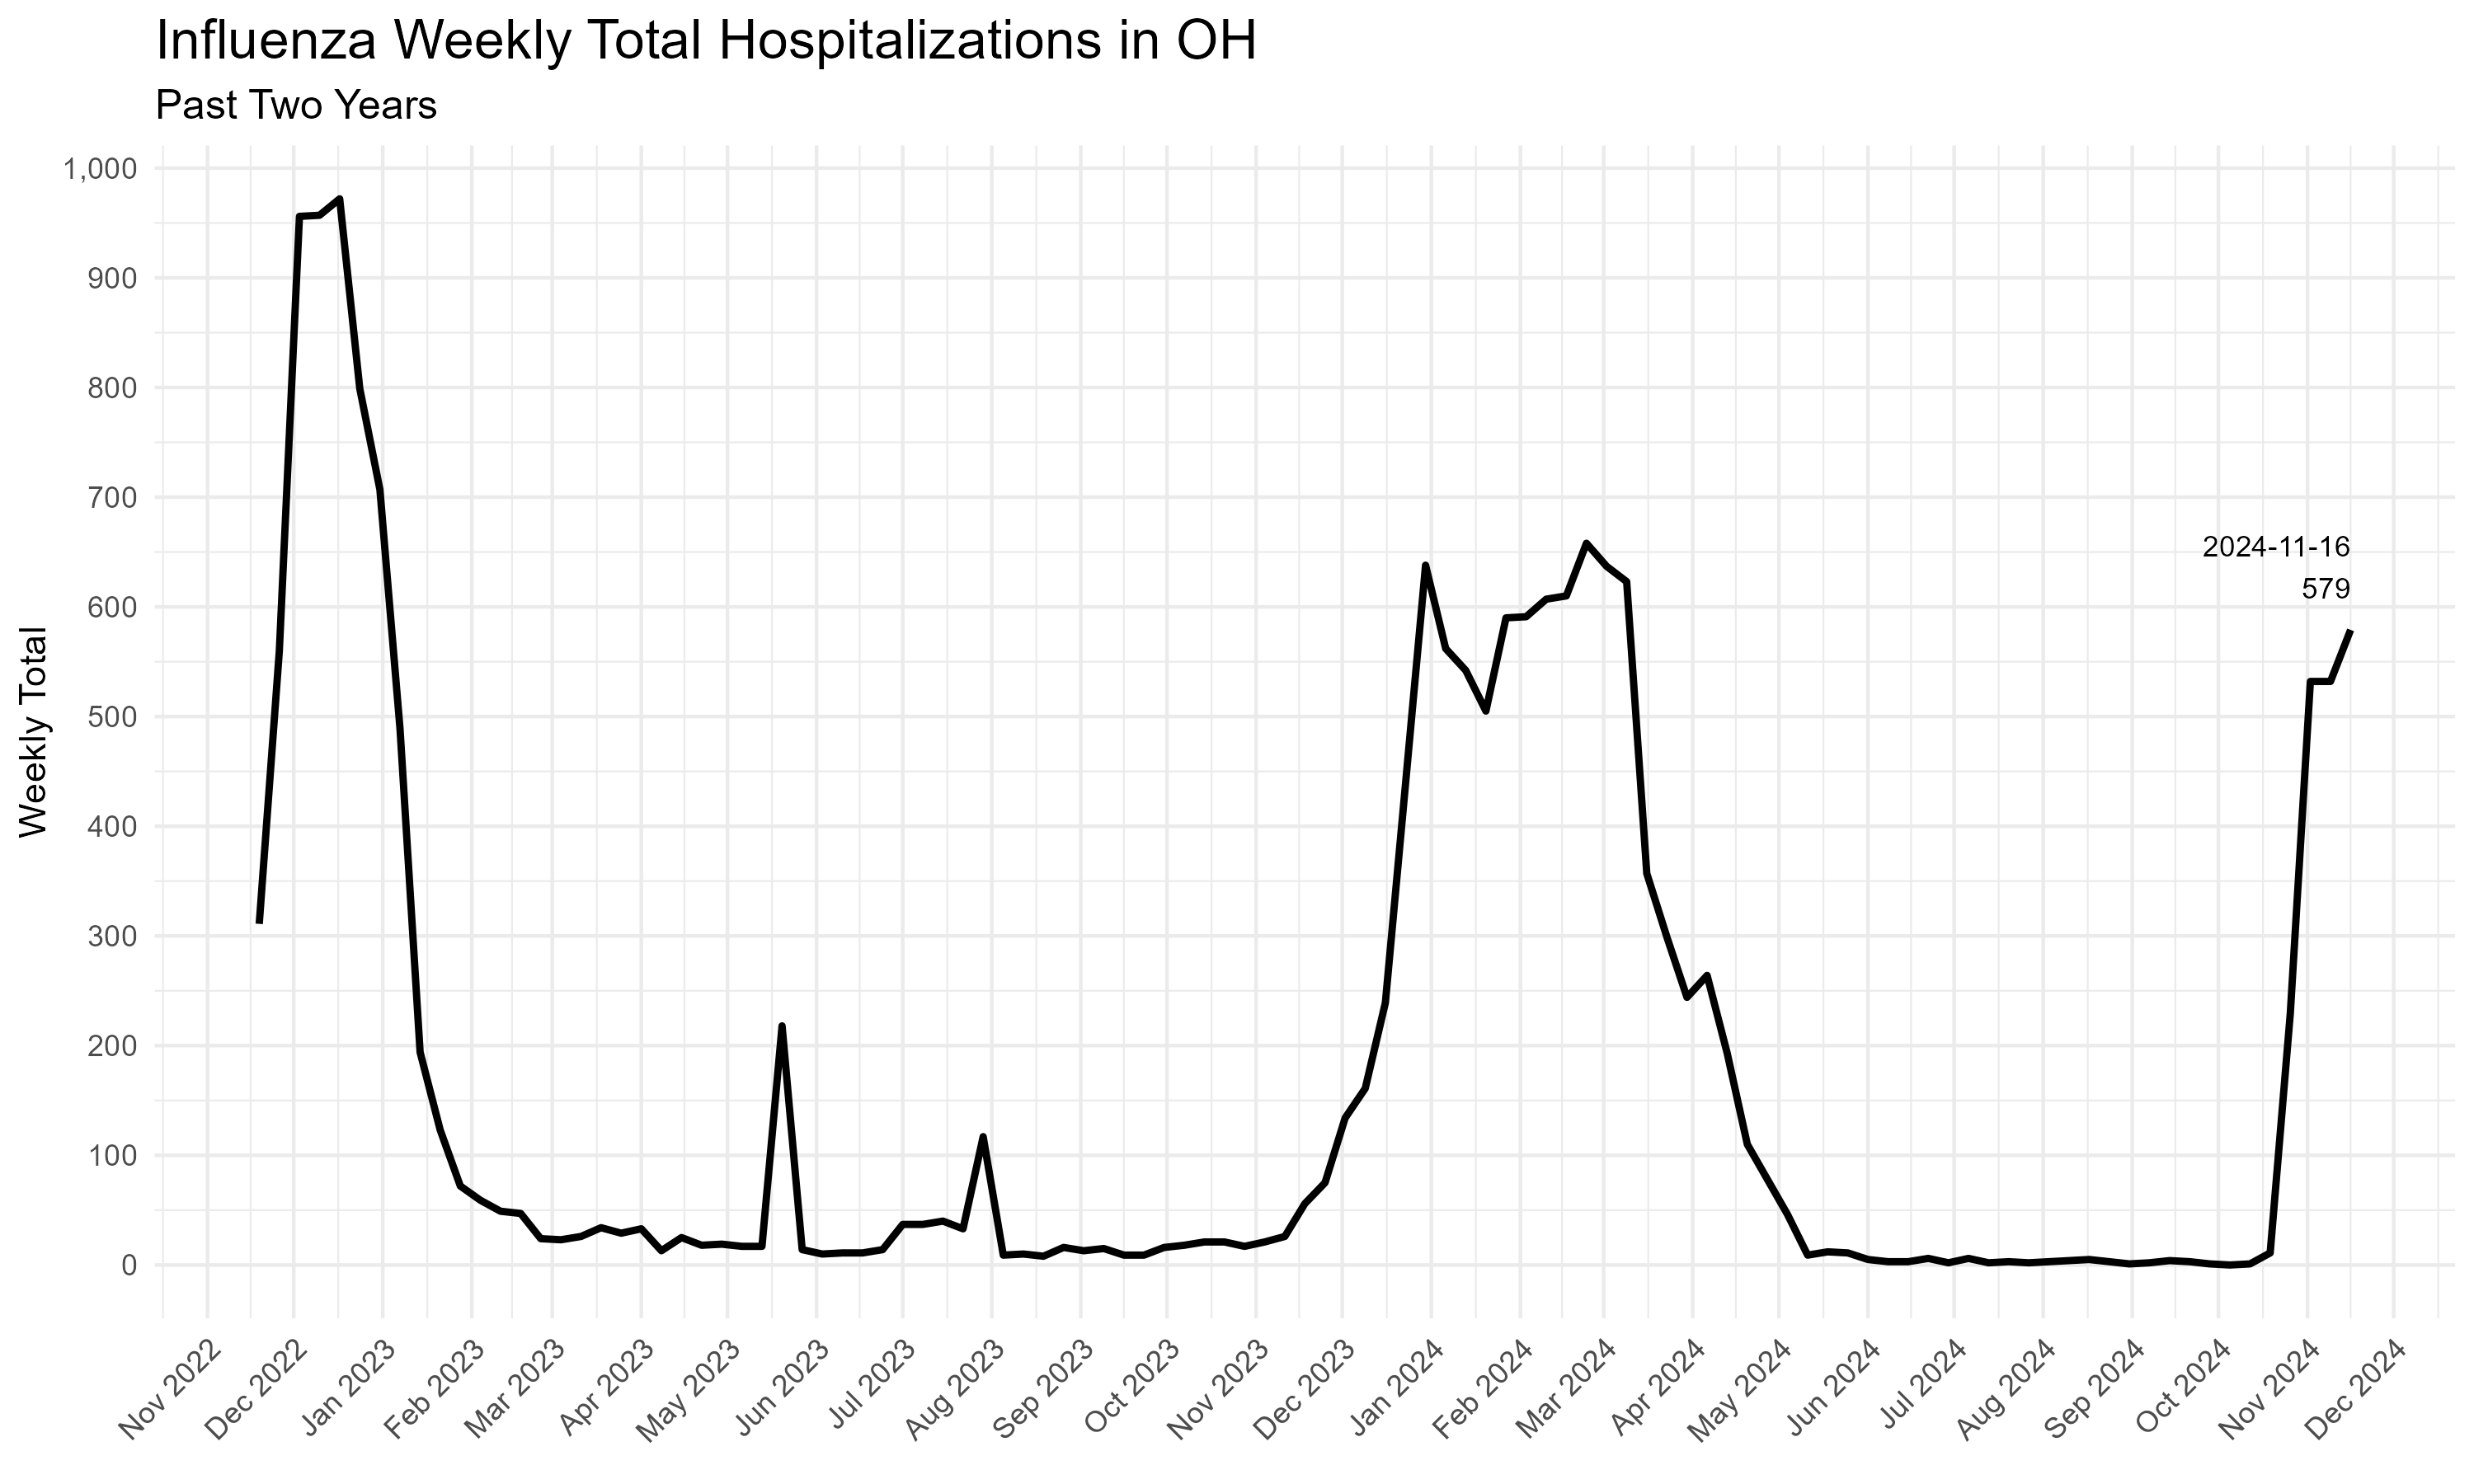 Influenza Weekly Total Hospitalizations in OH
Past Two Years
1,000
900
800
700
600
500
400
300
200
100
0
Weekly Total
2024-11-16
579
Nov 2022
Dec 2022
Jan 2023
Feb 2023
Mar 2023
Apr 2023
May 2023
Jun 2023
Jul 2023
Aug 2023
Sep 2023
Oct 2023
Nov 2023
Dec 2023
Jan 2024
Feb 2024
Mar 2024
Apr 2024
May 2024
Jun 2024
Jul 2024
Aug 2024
Sep 2024
Oct 2024
Nov 2024
Dec 2024